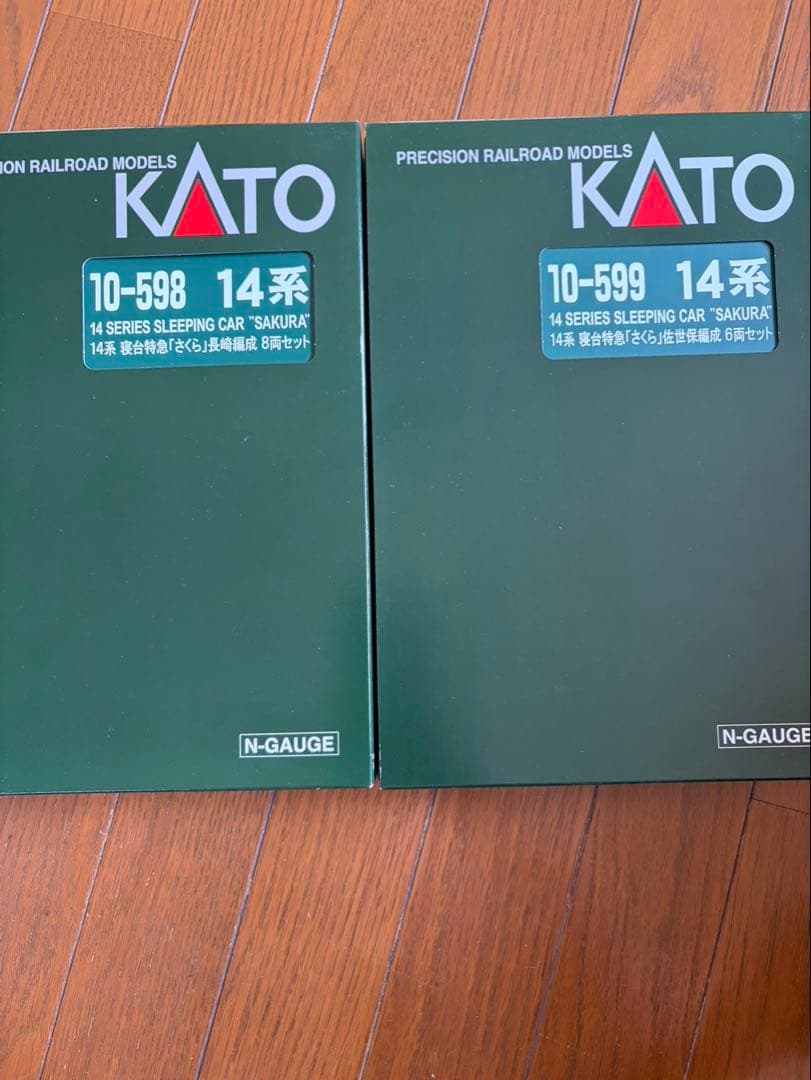 ION RAILROAD MODELS
KATO
10-598 14系
14 SERIES SLEEPING CAR "SAKURA"
14系 寝台特急「さくら」長崎編成 8両セット
N-GAUGE
PRECISION RAILROAD MODELS
KATO
10-599 14系
14 SERIES SLEEPING CAR "SAKURA"
14系 寝台特急「さくら」佐世保編成 6両セット
N-GAUGE